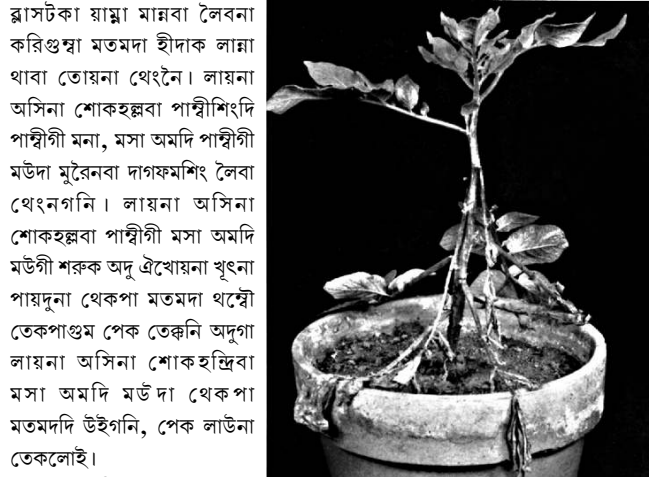 ব্লাসটকা য়াম্না মান্নবা লৈবনা
করিগুম্বা মতমদা হীদাক লান্না
থাবা তোয়না থেংনৈ। লায়না
অসিনা শোকহল্লবা পাম্বীশিংদি
পাম্বীগী মনা, মসা অমদি পাম্বীগী
মউদা মুরৈনবা দাগফমশিং লৈবা
থেংনগনি। লায়না অসিনা
শোকহল্লবা পাম্বীগী মসা অমদি
মউগী শরুক অদু ঐখোয়না খূৎনা
পায়দুনা থেকপা মতমদা থম্বৌ
তেকপাগুম পেক তেক্কনি অদুগা
লায়না অসিনা শোকহন্দ্রিবা
মসা অমদি মউদা থেকপা
মতমদদি উইগনি, পেক লাউনা
তেকলোই।